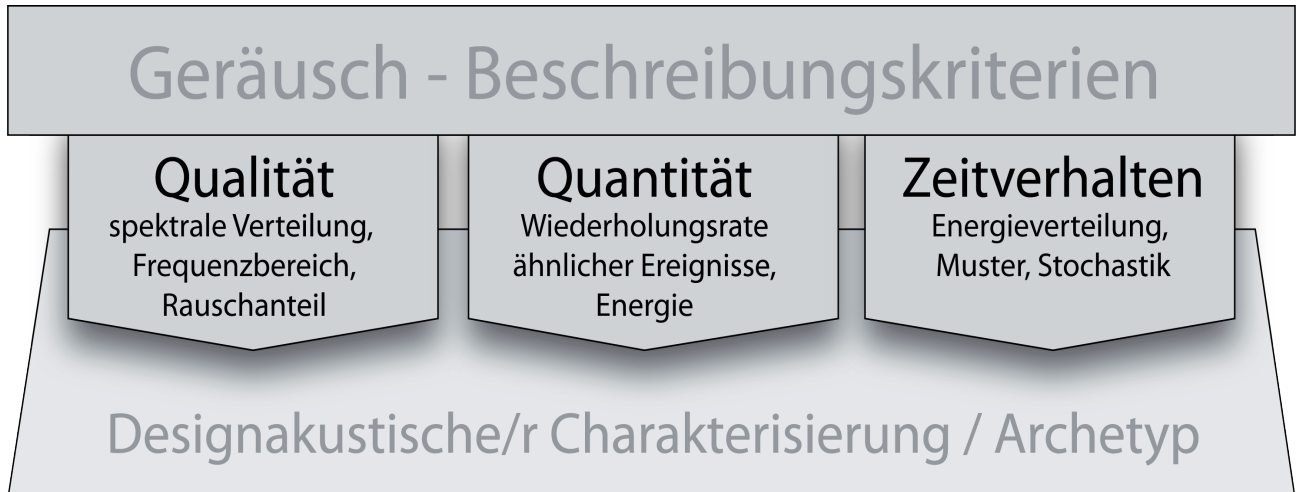 Geräusch - Beschreibungskriterien
Qualität
spektrale Verteilung,
Frequenzbereich,
Rauschanteil
Quantität
Wiederholungsrate
ähnlicher Ereignisse,
Energie
Zeitverhalten
Energieverteilung,
Muster, Stochastik
Designakustische/r Charakterisierung / Archetyp